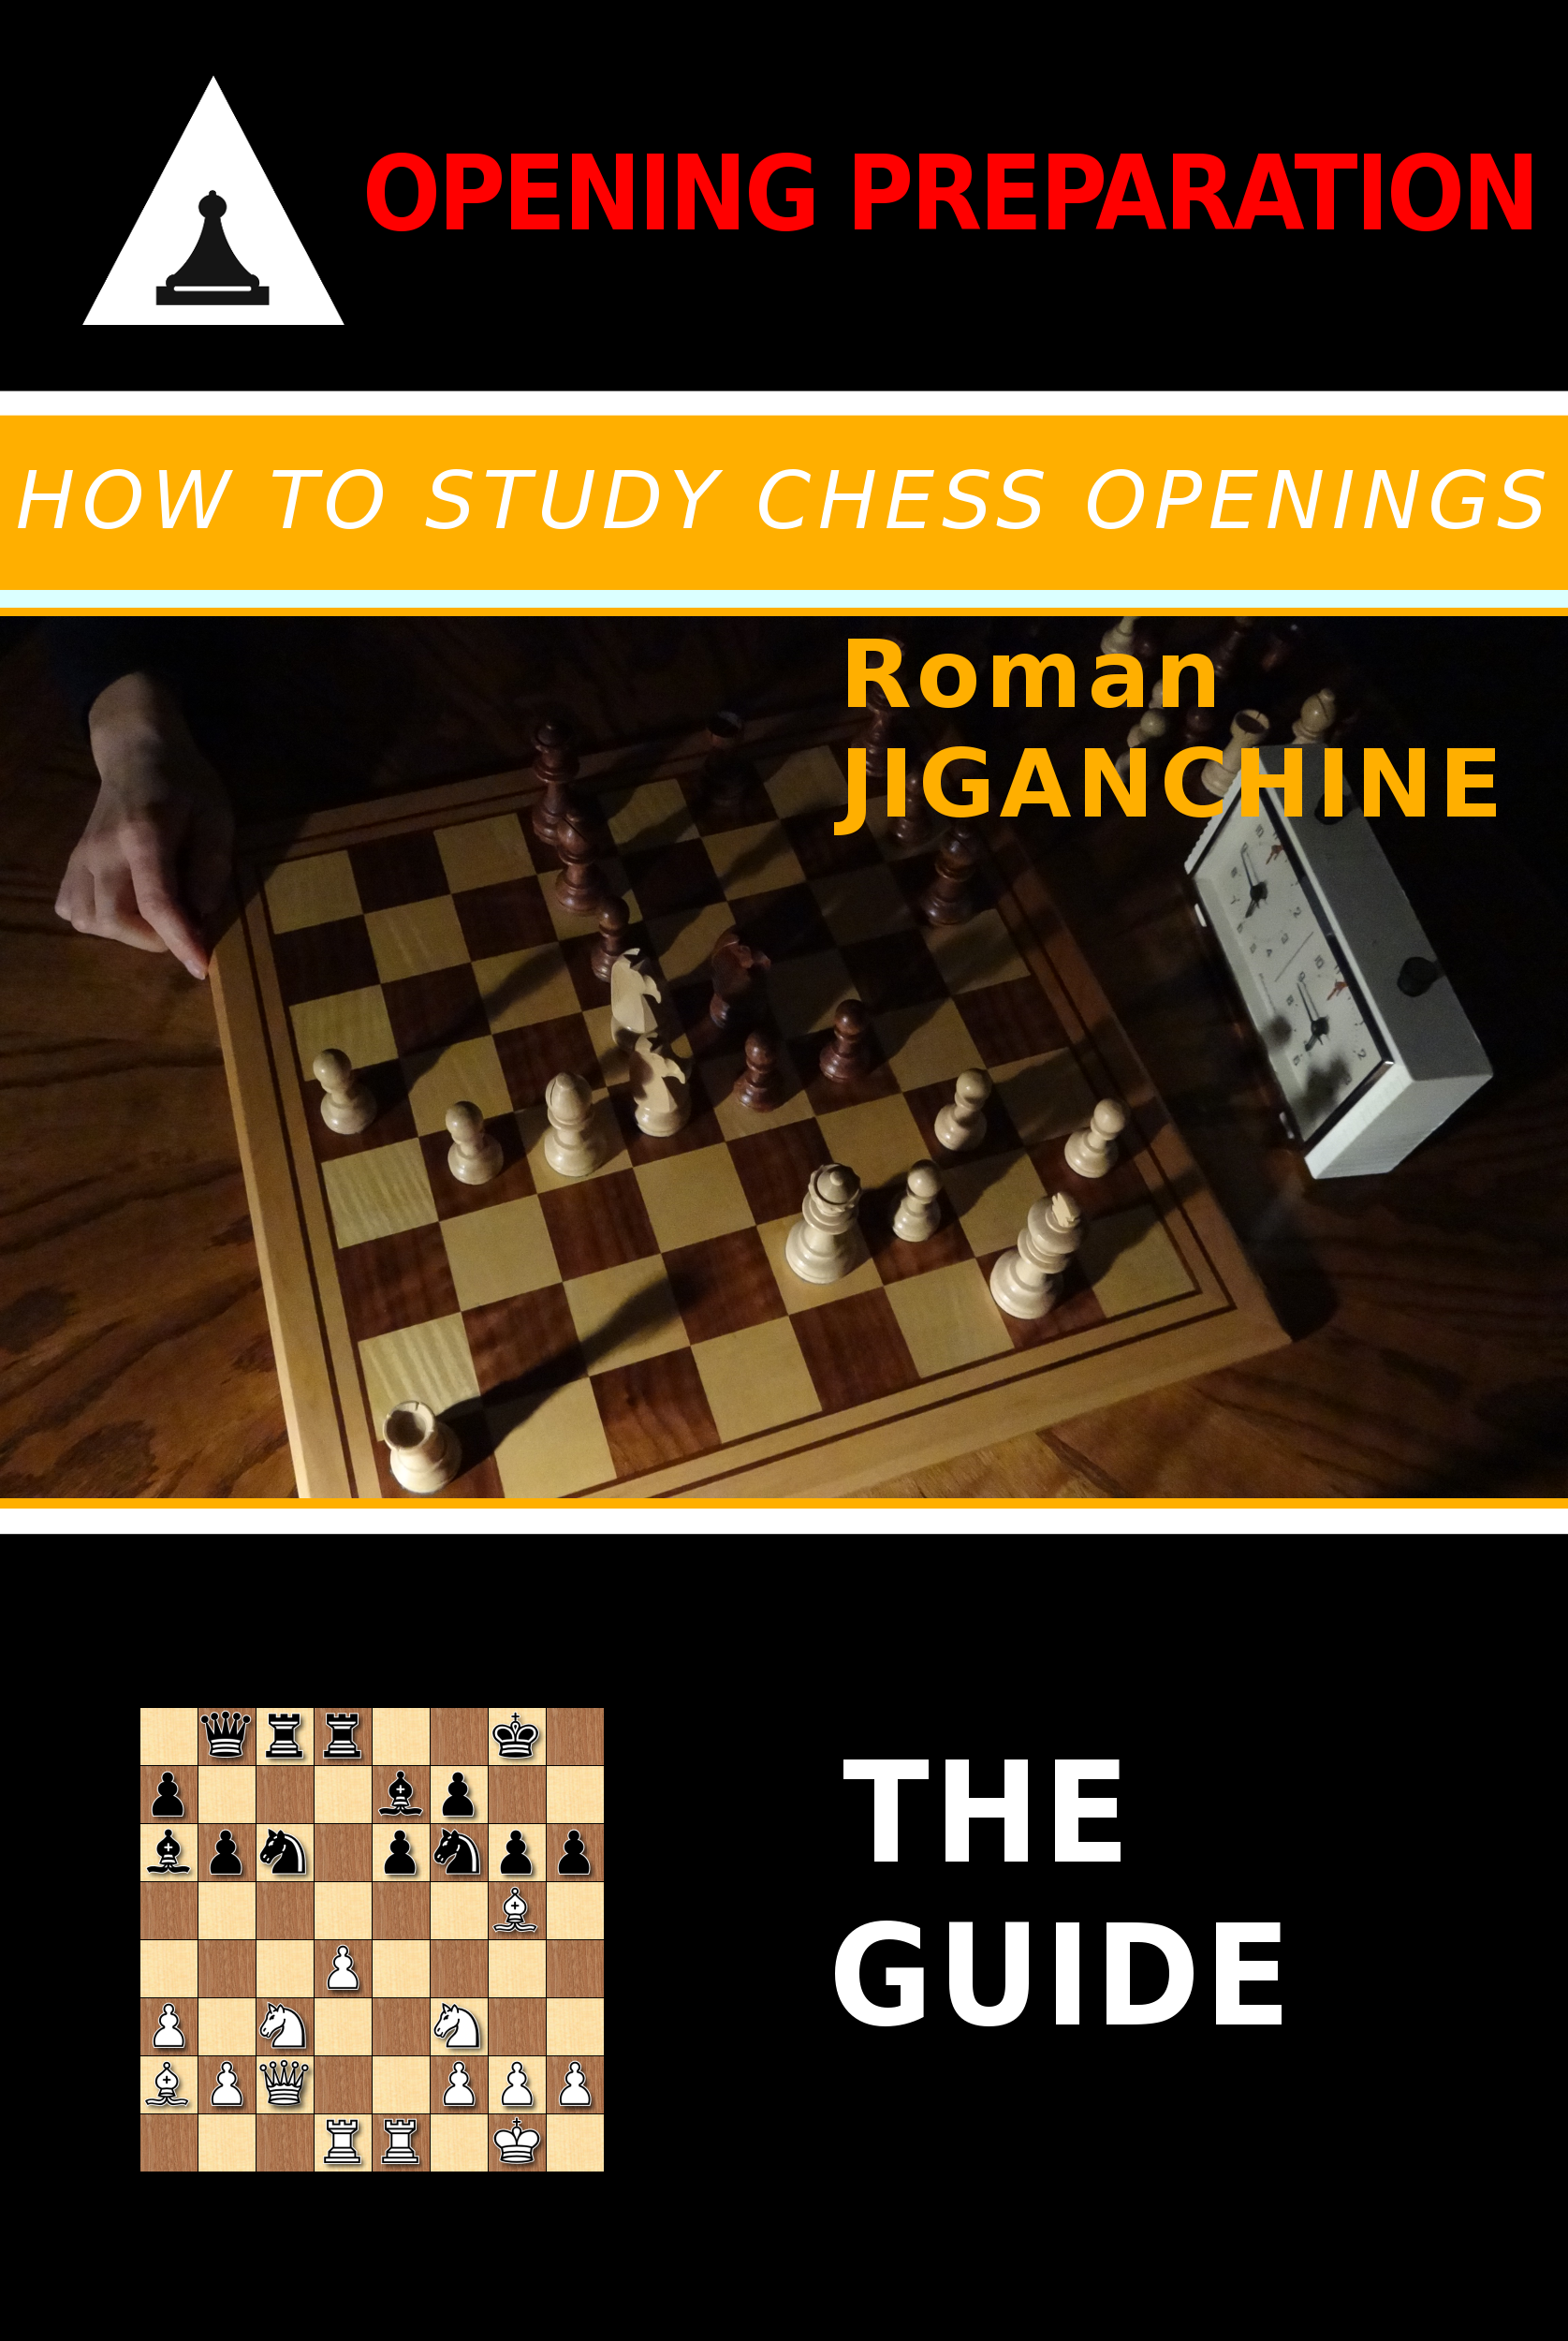 OPENING PREPARATION
HOW TO STUDY CHESS OPENINGS
Roman
JIGANCHINE
THE
GUIDE